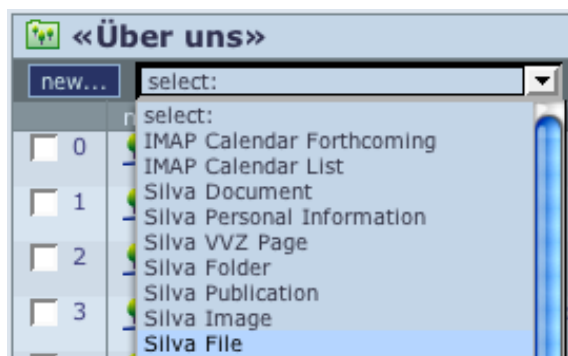 «Über uns»
new... select:
select:
0 IMAP Calendar Forthcoming
IMAP Calendar List
1 Silva Document
Silva Personal Information
2 Silva VVZ Page
Silva Folder
Silva Publication
3 Silva Image
Silva File